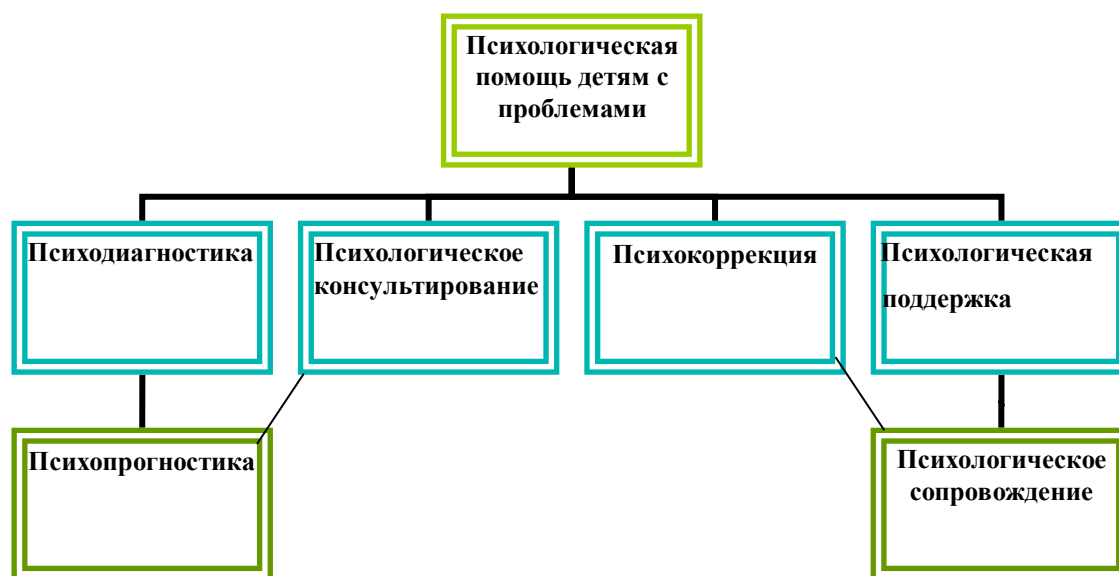 Психологическая
помощь детям с
проблемами
Психодиагностика
Психологическое
консультирование
Психокоррекция
Психологическая
поддержка
Психопрогностика
Психологическое
сопровождение